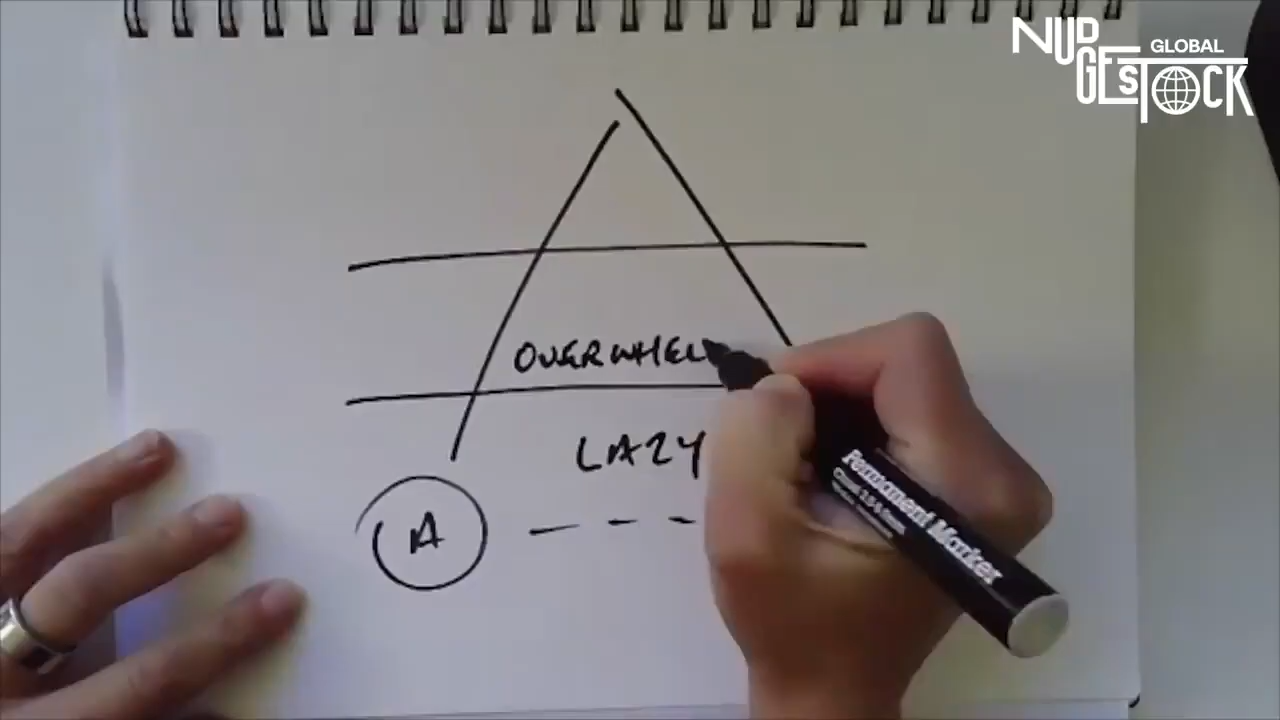 NUDGESTOCK
GLOBAL
OVERWHEL
LAZY
A
Permanent Marker